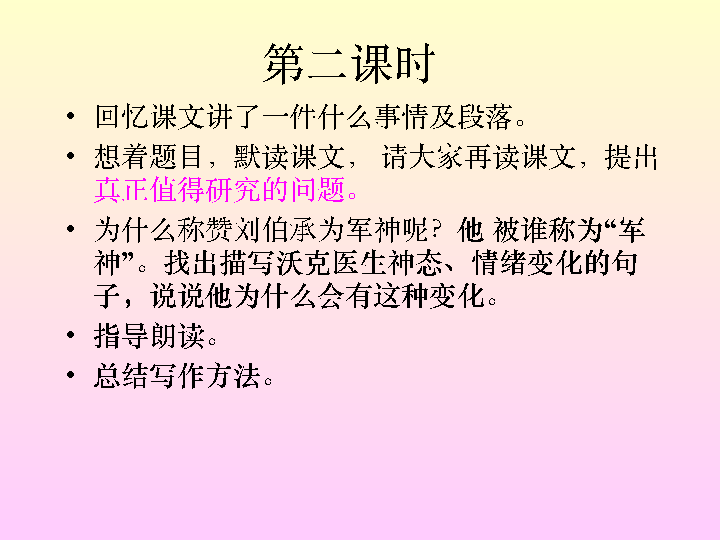 第二课时
• 回忆课文讲了一件什么事情及段落。
• 想着题目，默读课文， 请大家再读课文，提出
真正值得研究的问题。
• 为什么称赞刘伯承为军神呢？他 被谁称为“军
神”。找出描写沃克医生神态、情绪变化的句
子，说说他为什么会有这种变化。
• 指导朗读。
• 总结写作方法。